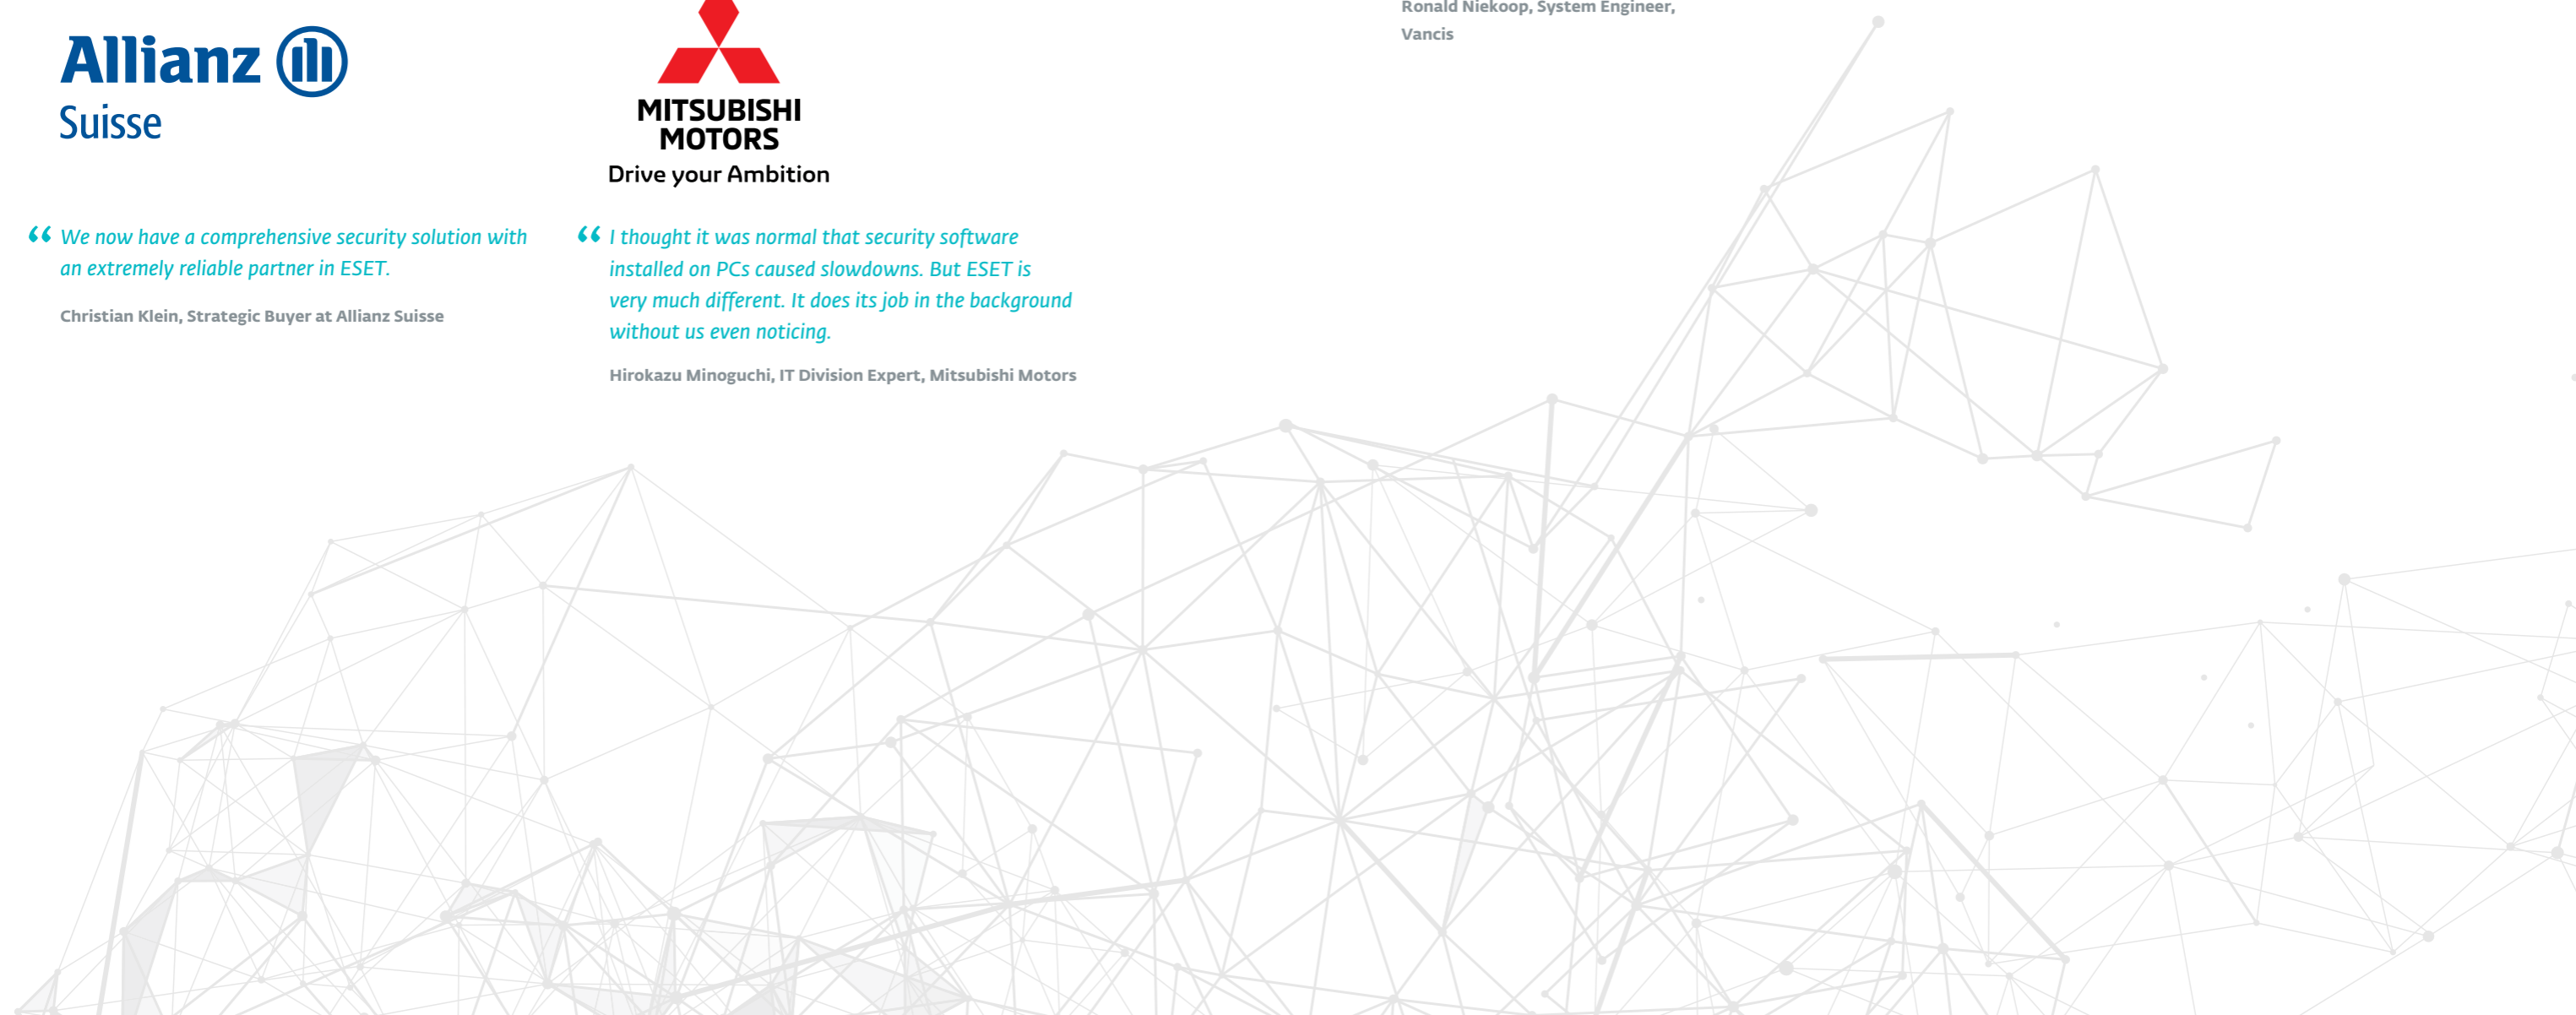 Ronald Niekoop, System Engineer,
Vancis
Allianz
Suisse
MITSUBISHI
MOTORS
Drive your Ambition
“ We now have a comprehensive security solution with
an extremely reliable partner in ESET.
Christian Klein, Strategic Buyer at Allianz Suisse
“ I thought it was normal that security software
installed on PCs caused slowdowns. But ESET is
very much different. It does its job in the background
without us even noticing.
Hirokazu Minoguchi, IT Division Expert, Mitsubishi Motors